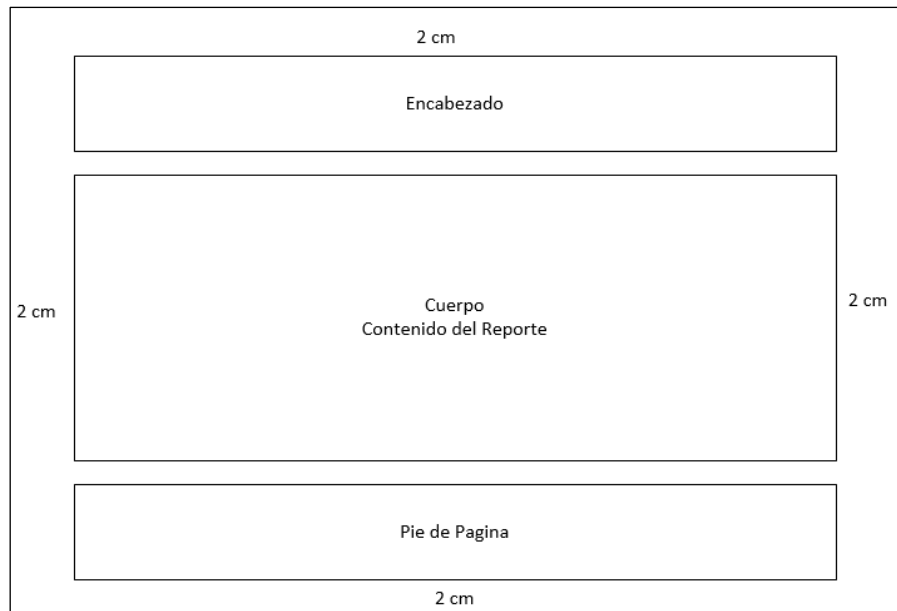 2 cm
Encabezado
2 cm
Cuerpo
Contenido del Reporte
2 cm
Pie de Pagina
2 cm